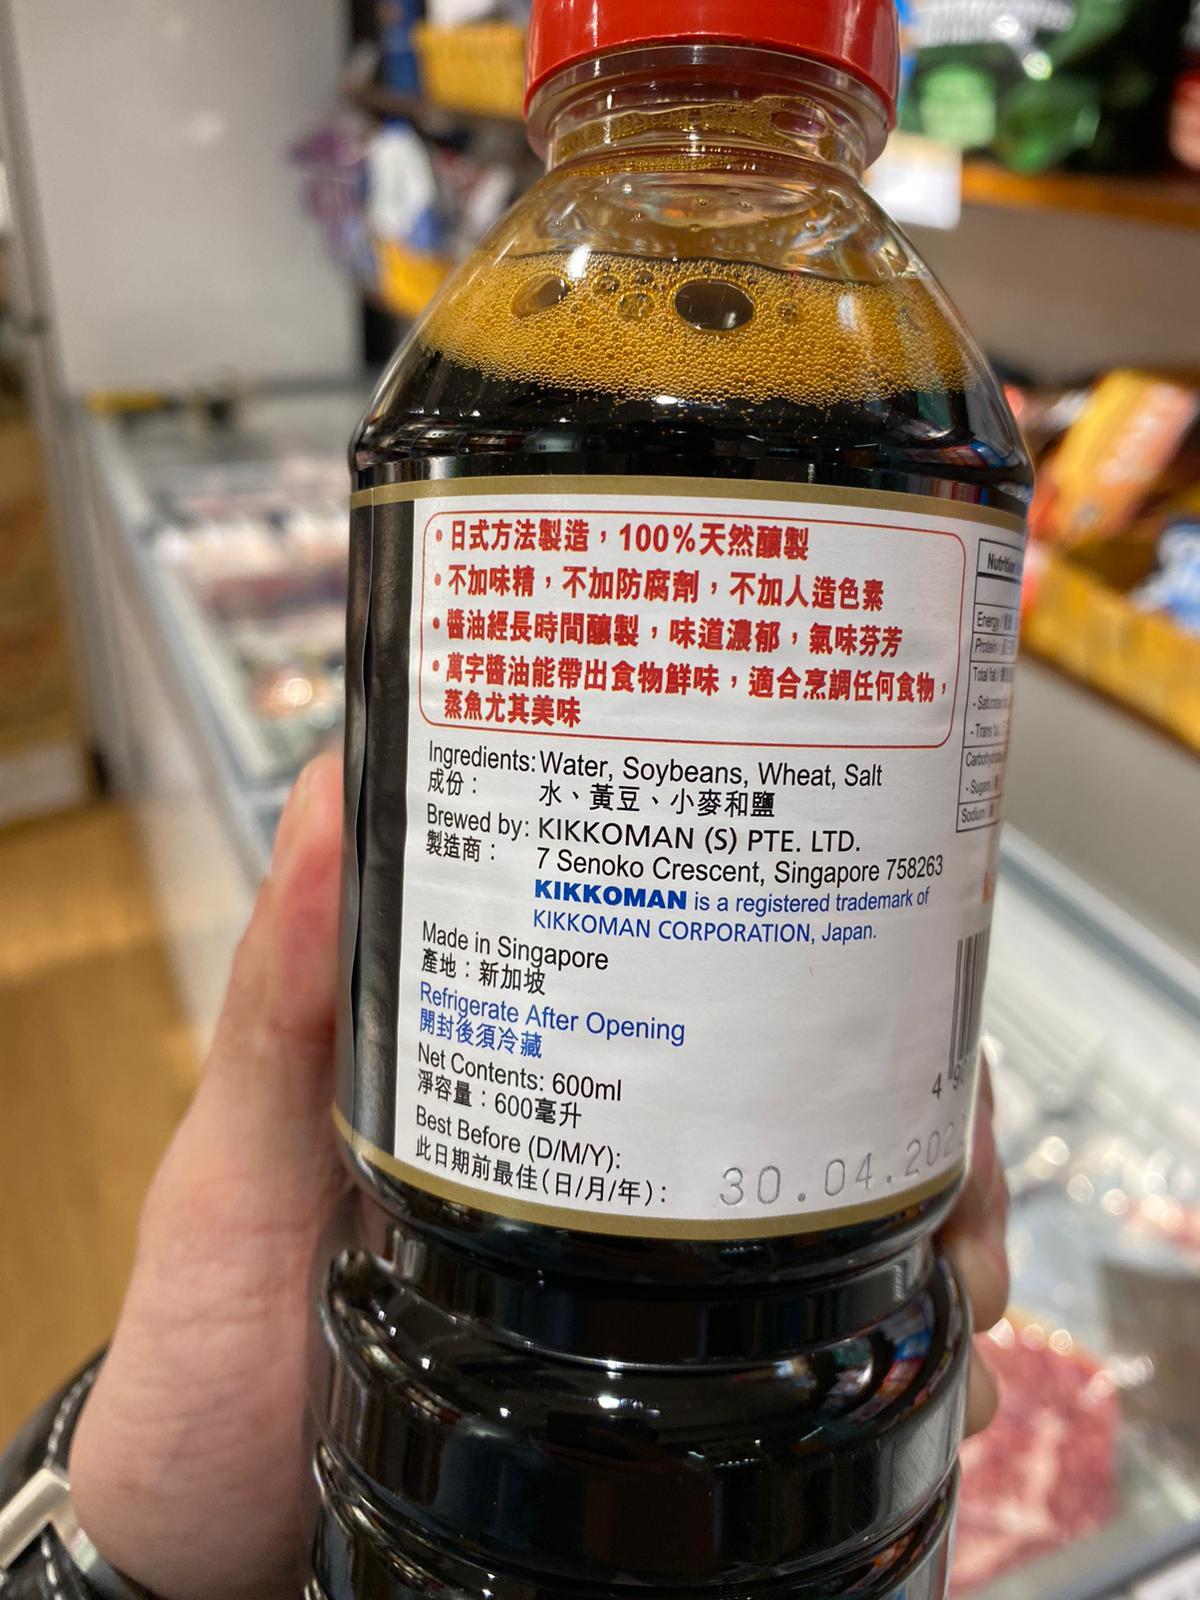 • 日式方法製造，100%天然釀製
• 不加味精，不加防腐劑，不加人造色素
• 醬油經長時間釀製，味道濃郁，氣味芬芳
• 萬字醬油能帶出食物鮮味，適合烹調任何食物，
蒸魚尤其美味
Ingredients: Water, Soybeans, Wheat, Salt
成份： 水、黃豆、小麥和鹽
Brewed by: KIKKOMAN (S) PTE. LTD.
製造商： 7 Senoko Crescent, Singapore 758263
KIKKOMAN is a registered trademark of
KIKKOMAN CORPORATION, Japan.
Made in Singapore
產地：新加坡
Refrigerate After Opening
開封後須冷藏
Net Contents: 600ml
淨容量：600毫升
Best Before (D/M/Y):
此日期前最佳(日/月/年)： 30.04.202
Nutrition
Energy /
Protein /
Total fat /
- Trans
Sodium